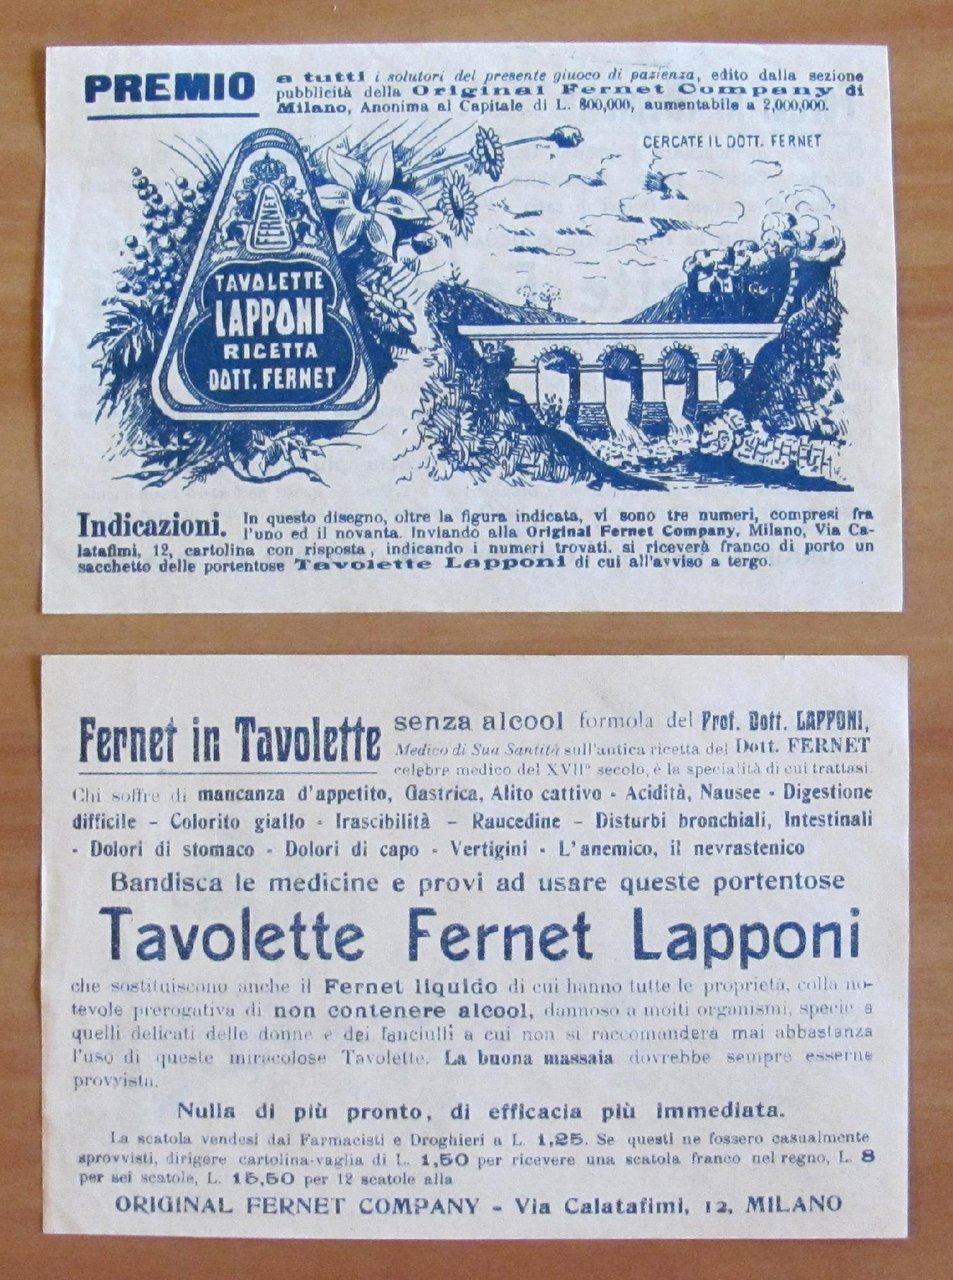 PREMIO a tutti i solutori del presente giuoco di pazienza, edito dalla sezione
pubblicità della Original Fernet Company di
Milano, Anonima al Capitale di L. 800,000, aumentabile a 2,000,000.
CERCATE IL DOTT. FERNET
FERNET
TAVOLETTE
LAPPONI
RICETTA
DOTT. FERNET
Indicazioni. In questo disegno, oltre la figura indicata, vi sono tre numeri, compresi fra
l'uno ed il novanta. Inviando alla Original Fernet Company, Milano, Via Ca-
latafimi, 12, cartolina con risposta, indicando i numeri trovati. si riceverà franco di porto un
sacchetto delle portentose Tavolette Lapponi di cui all'avviso a tergo.
Fernet in Tavolette senza alcool formola del Prof. Dott. LAPPONI,
Medico di Sua Santità sull'antica ricetta del Dott. FERNET
celebre medico del XVIIº secolo, è la specialità di cui trattasi.
Chi soffre di mancanza d'appetito, Gastrica, Alito cattivo - Acidità, Nausee - Digestione
difficile - Colorito giallo - Irascibilità - Raucedine - Disturbi bronchiali, Intestinali
- Dolori di stomaco - Dolori di capo - Vertigini - L'anemico, il nevrastenico
Bandisca le medicine e provi ad usare queste portentose
Tavolette Fernet Lapponi
che sostituiscono anche il Fernet liquido di cui hanno tutte le proprietà, colla no-
tevole prerogativa di non contenere alcool, dannoso a molti organismi, specie a
quelli delicati delle donne e dei fanciulli a cui non si raccomanderà mai abbastanza
l'uso di queste miracolose Tavolette. La buona massaia dovrebbe sempre esserne
provvista.
Nulla di più pronto, di efficacia più immediata.
La scatola vendesi dai Farmacisti e Droghieri a L. 1,25. Se questi ne fossero casualmente
sprovvisti, dirigere cartolina-vaglia di L. 1,50 per ricevere una scatola franco nel regno, L. 8
per sei scatole, L. 15,50 per 12 scatole alla
ORIGINAL FERNET COMPANY - Via Calatafimi, 12, MILANO